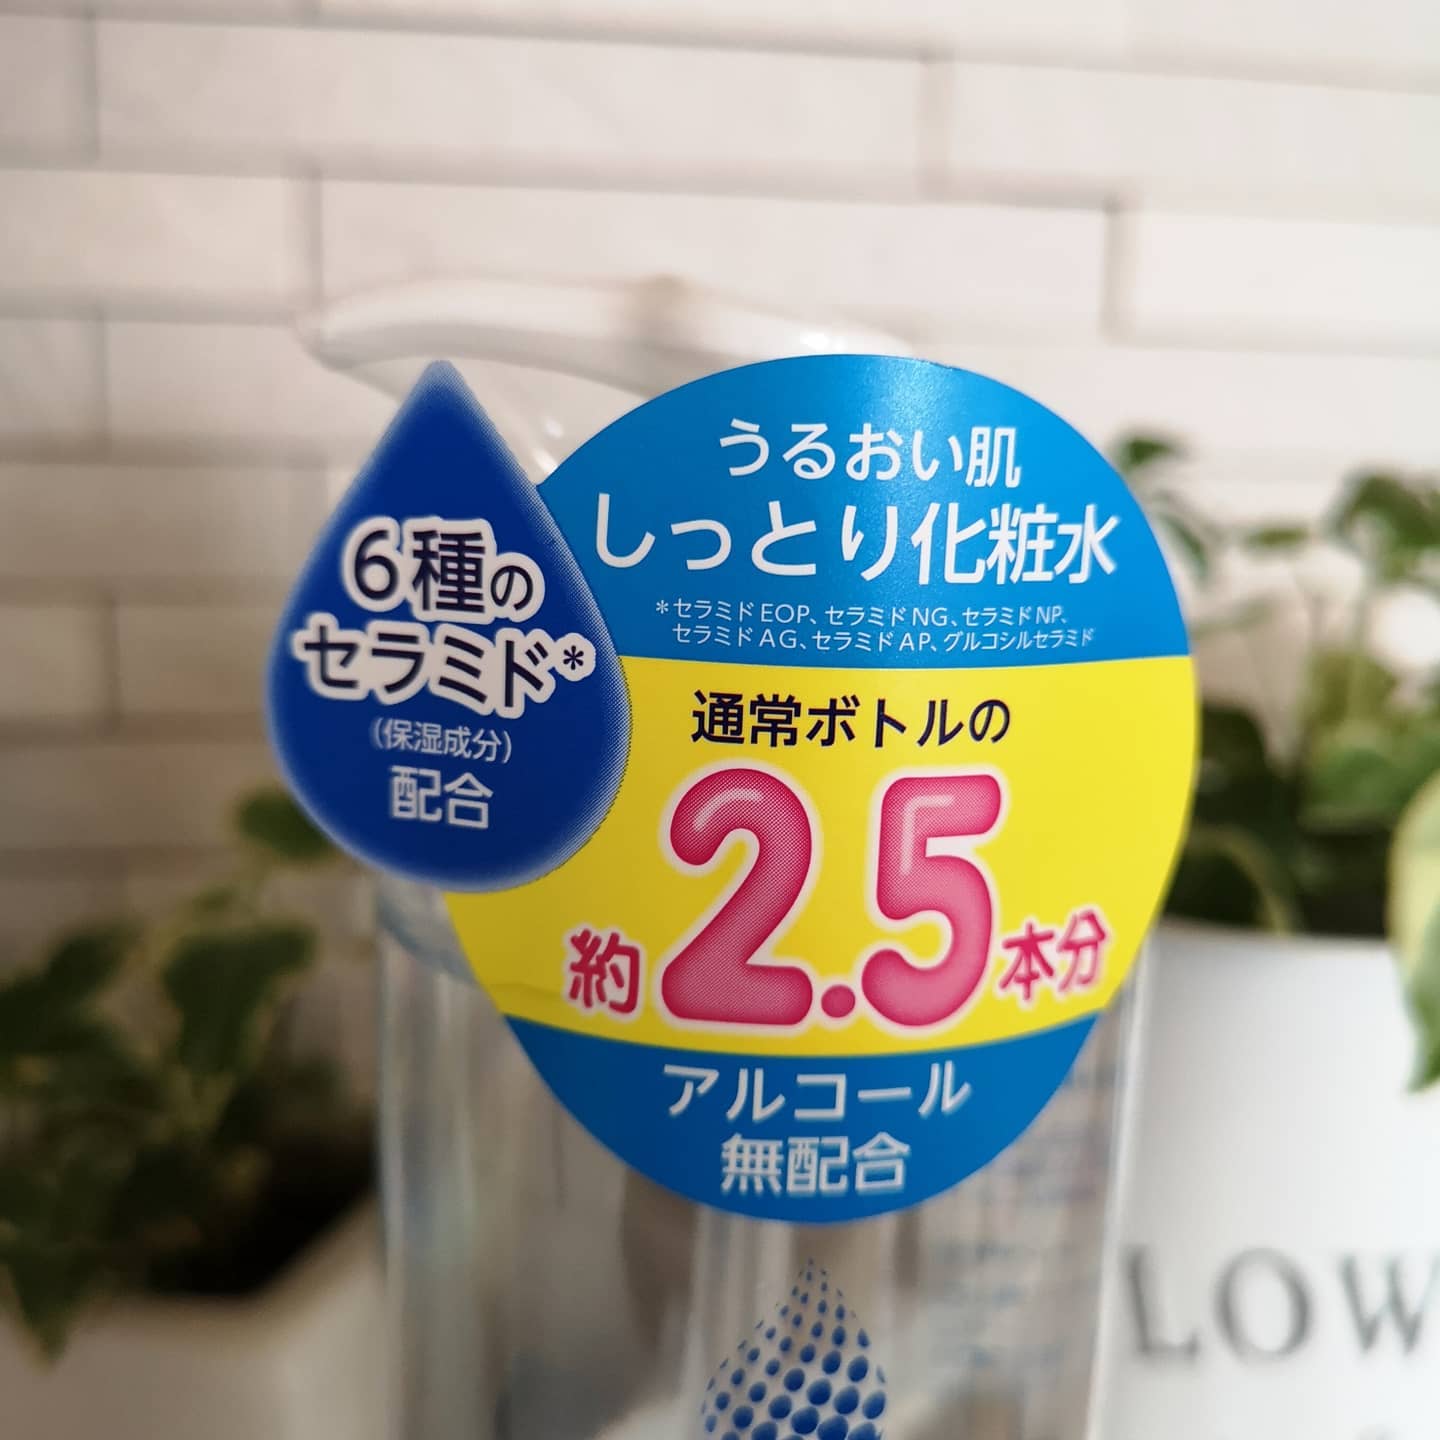 6種の
セラミド*
(保湿成分)
配合
うるおい肌
しっとり化粧水
*セラミドEOP、セラミドNG、セラミドNP、
セラミドAG、セラミドAP、グルコシルセラミド
通常ボトルの
約2.5本分
アルコール
無配合
LOW